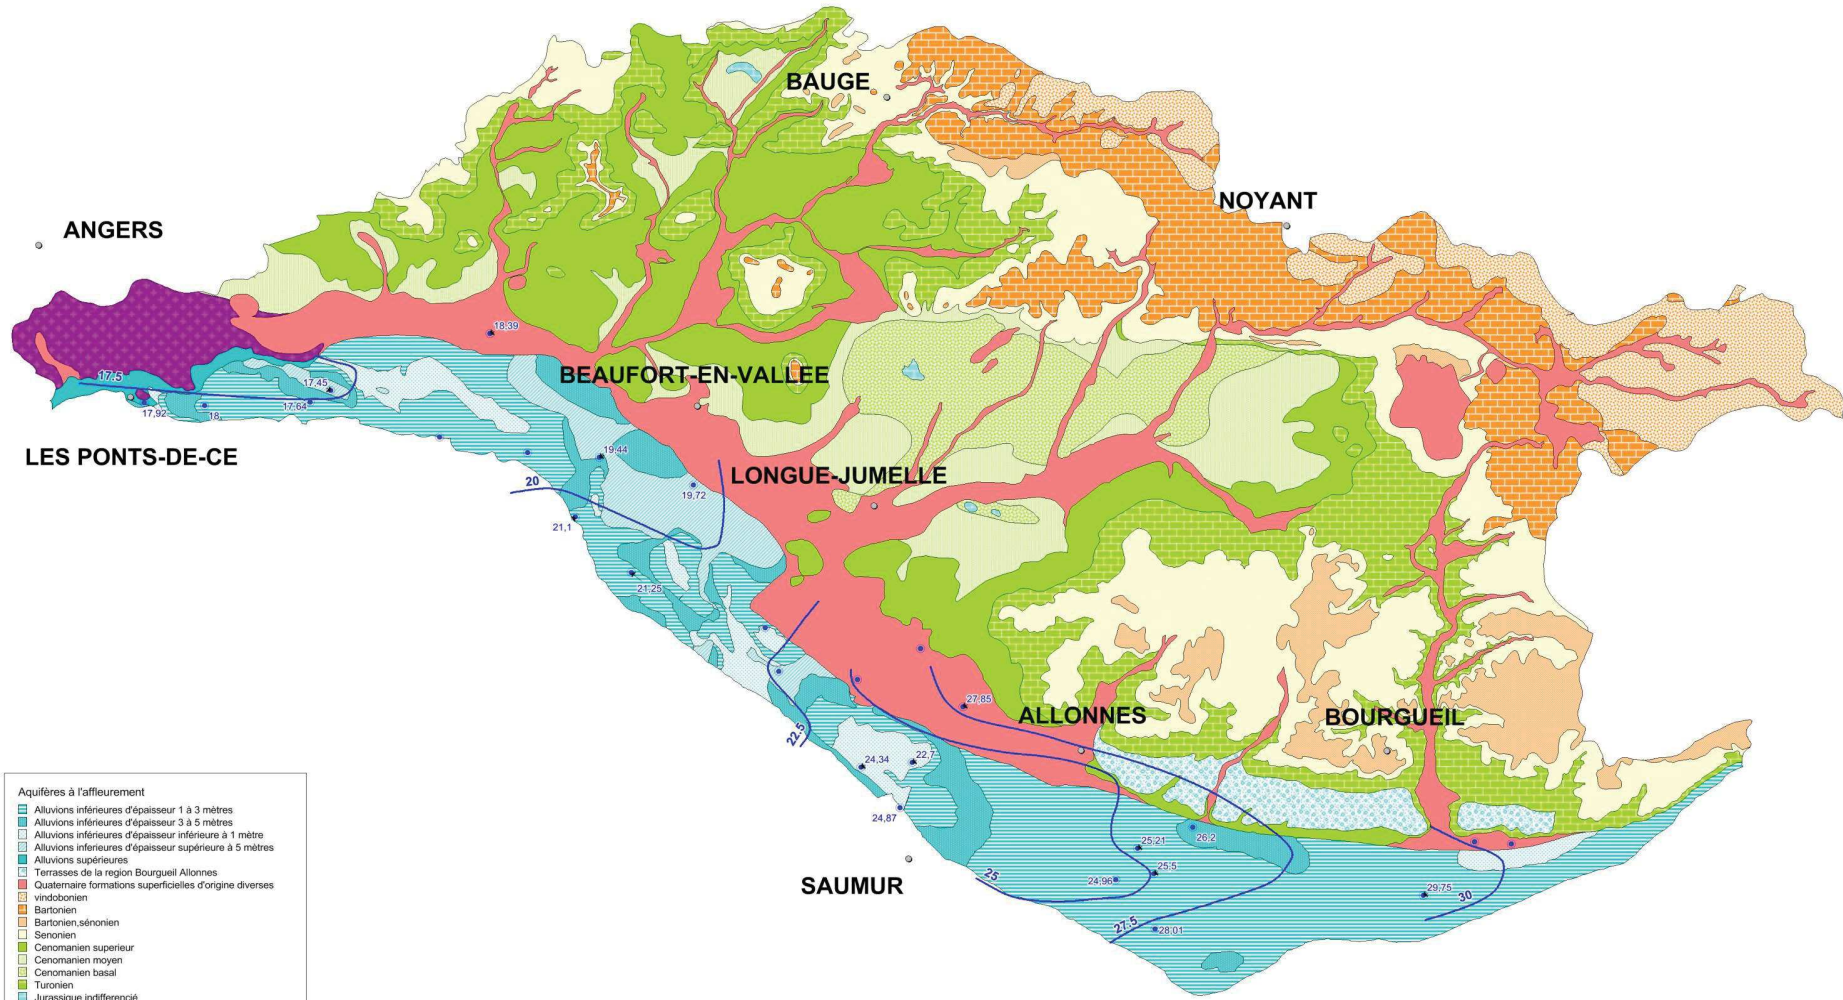 BAUGE
NOYANT
ANGERS
18,39
17.5
17,45
17,92
18,
17,64
BEAUFORT-EN-VALLEE
LES PONTS-DE-CE
19,44
LONGUE-JUMELLE
20
19,72
21,1
21,25
27,85
ALLONNES
BOURGUEIL
22.5
24,34
22,7
24,87
25,21
26,2
25,5
24,96
25
SAUMUR
29,75
30
27.5
28,01
Aquifères à l'affleurement
Alluvions inférieures d'épaisseur 1 à 3 mètres
Alluvions inférieures d'épaisseur 3 à 5 mètres
Alluvions inférieures d'épaisseur inférieure à 1 mètre
Alluvions inferieures d'épaisseur supérieure à 5 mètres
Alluvions supérieures
Terrasses de la region Bourgueil Allonnes
Quaternaire formations superficielles d'origine diverses
vindobonien
Bartonien
Bartonien,sénonien
Senonien
Cenomanien superieur
Cenomanien moyen
Cenomanien basal
Turonien
Jurassique indifferencié